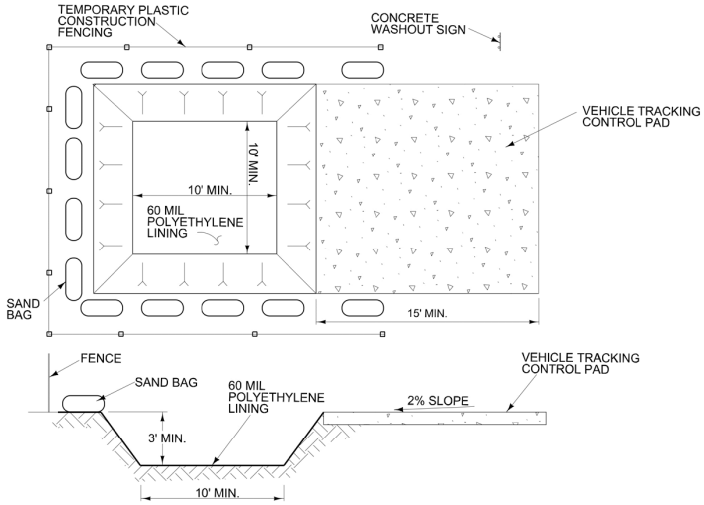 TEMPORARY PLASTIC
CONSTRUCTION
FENCING
CONCRETE
WASHOUT SIGN
VEHICLE TRACKING
CONTROL PAD
10' MIN.
10' MIN.
60 MIL
POLYETHYLENE
LINING
SAND
BAG
15' MIN.
FENCE
SAND BAG
60 MIL
POLYETHYLENE
LINING
VEHICLE TRACKING
CONTROL PAD
2% SLOPE
3' MIN.
10' MIN.